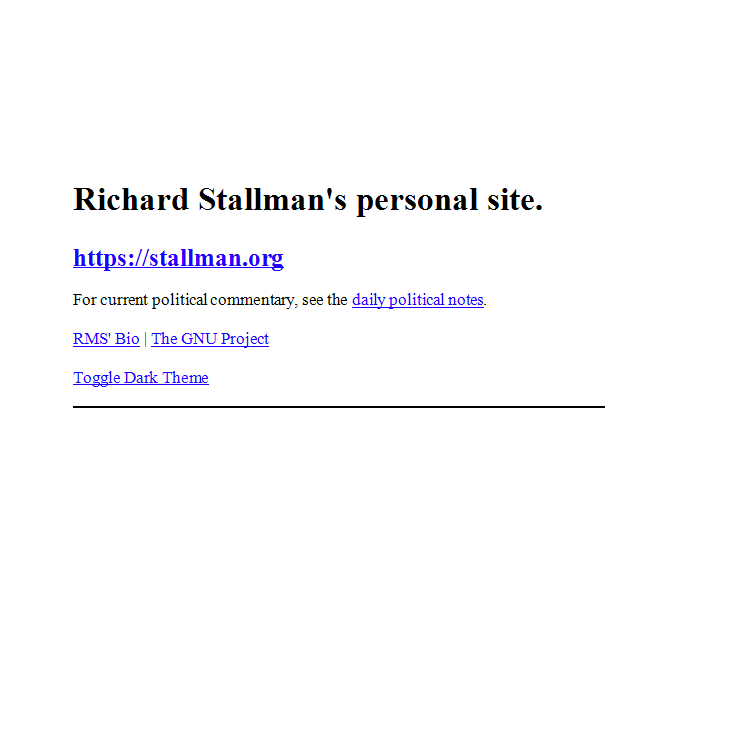 Richard Stallman's personal site.
https://stallman.org
For current political commentary, see the daily political notes.
RMS' Bio | The GNU Project
Toggle Dark Theme